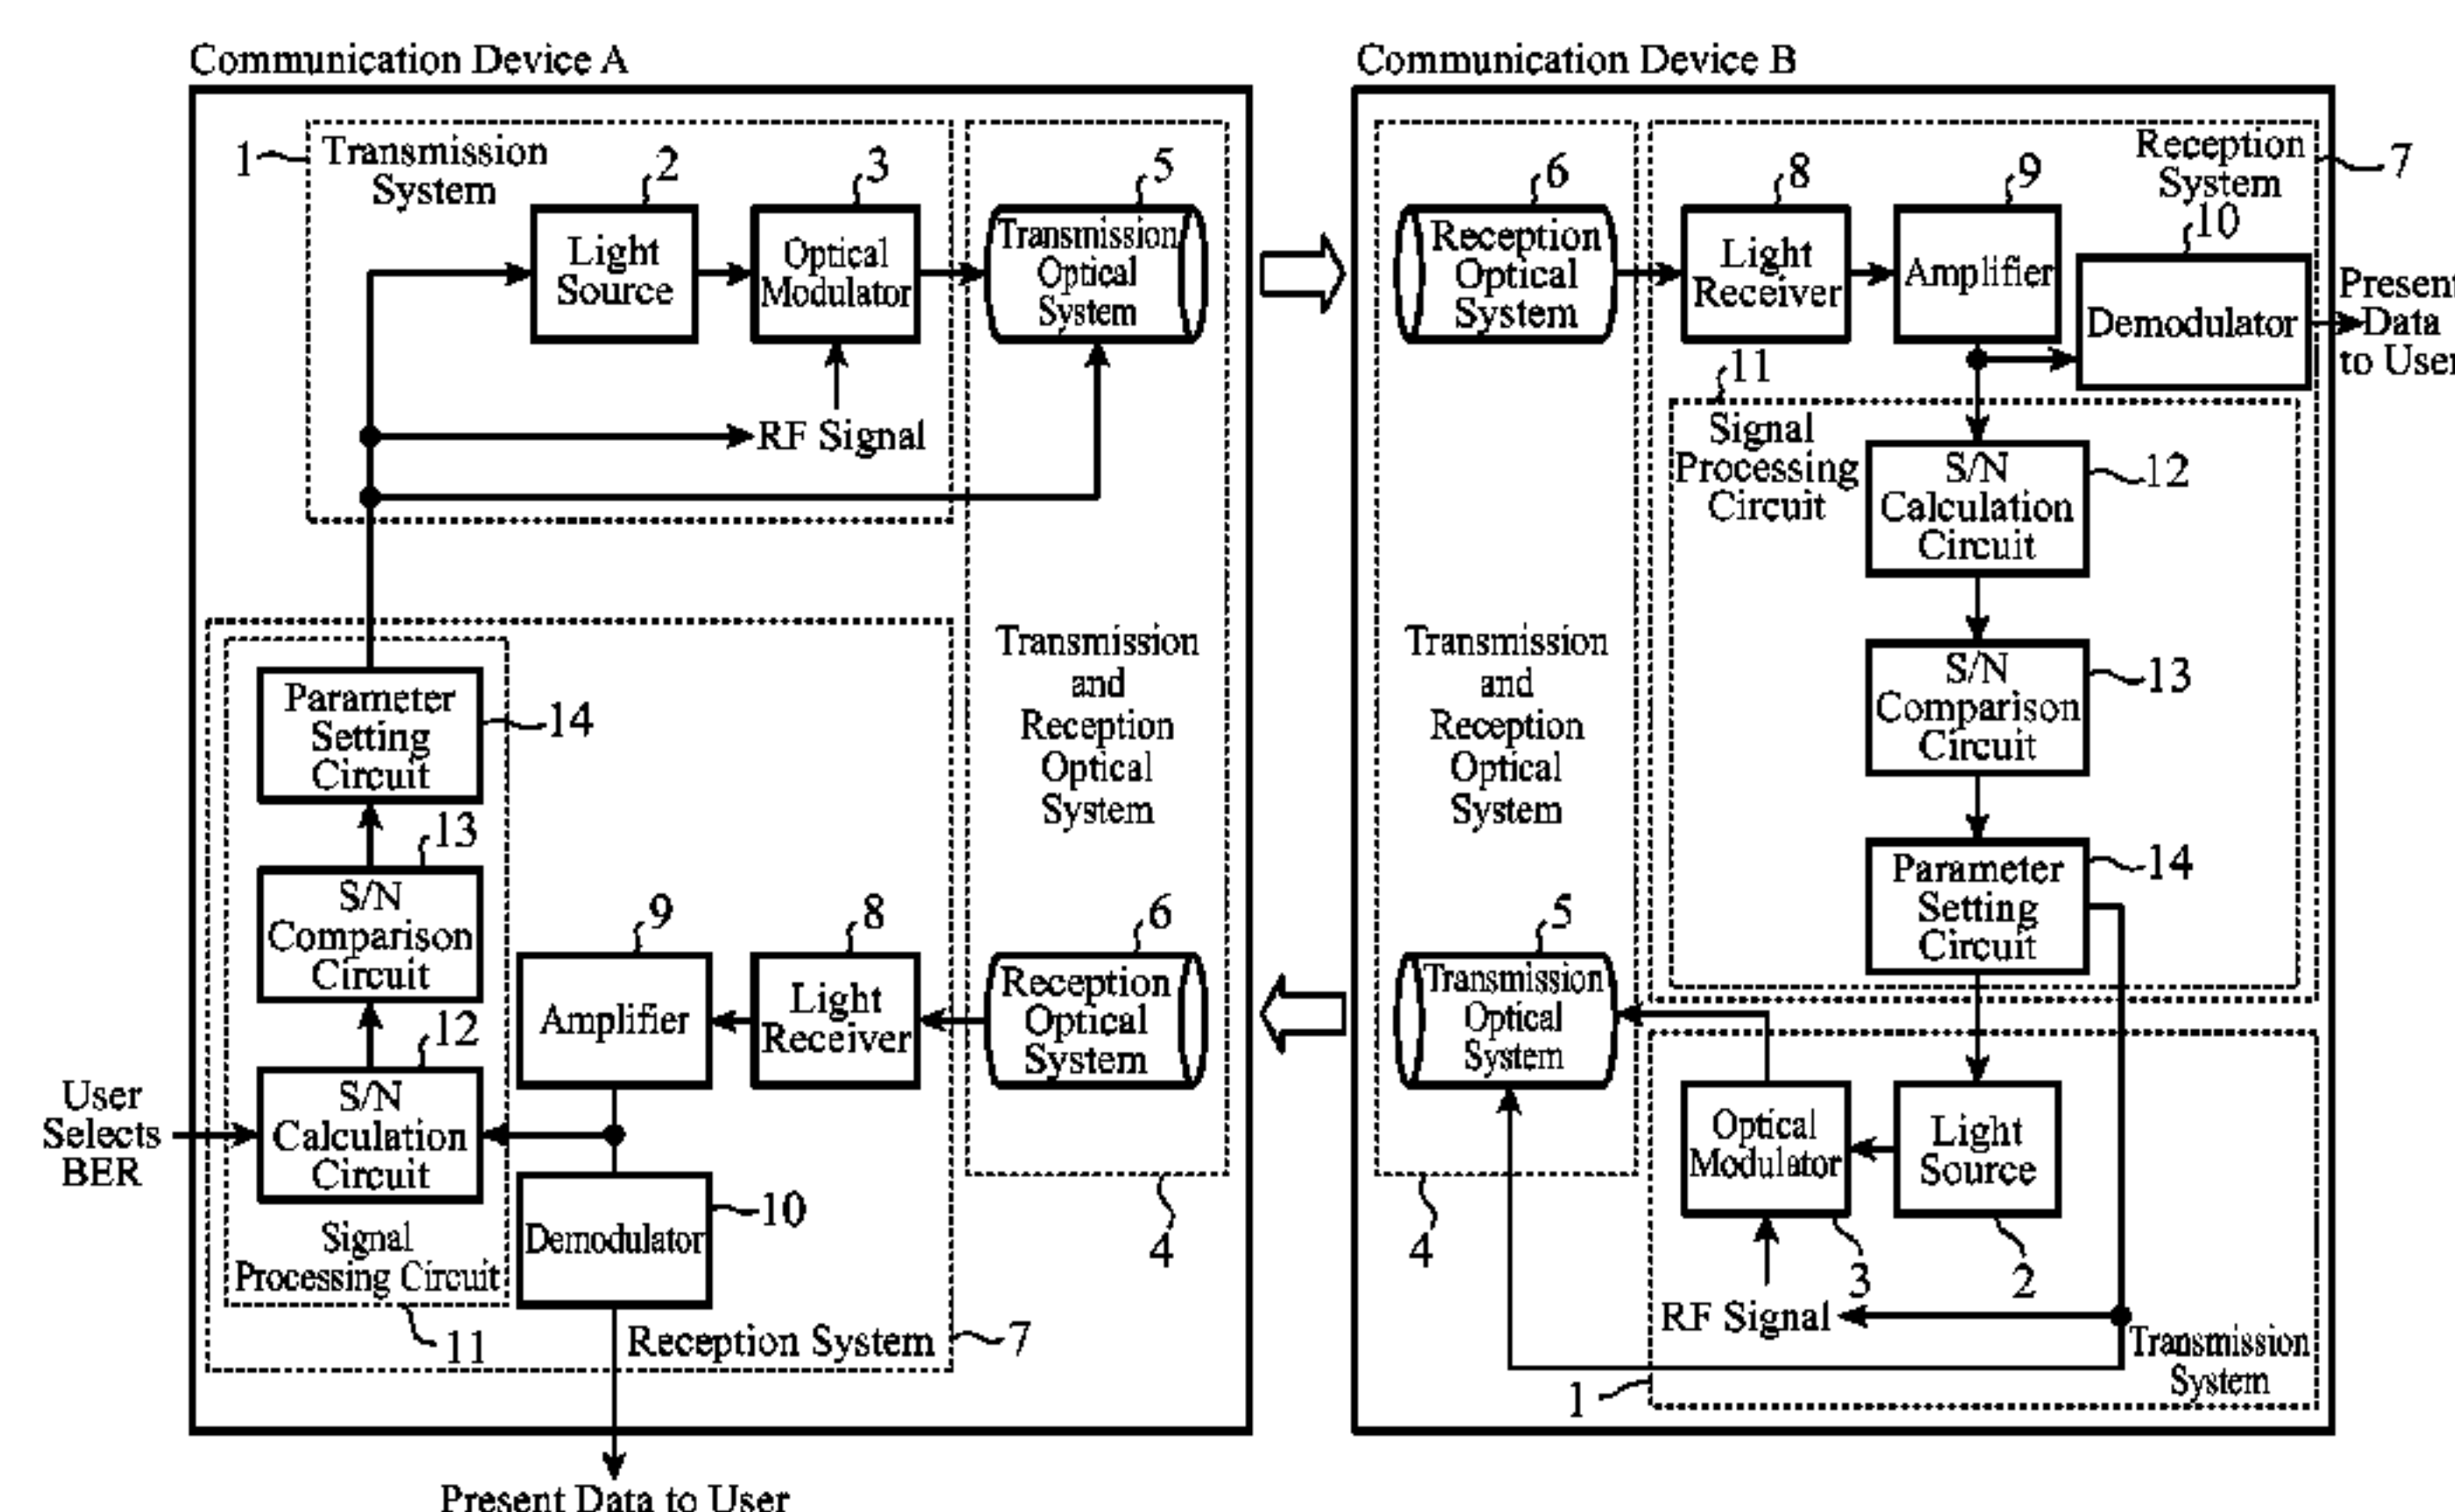 Communication Device A
1
Transmission
System
2
3
5
Light
Source
Optical
Modulator
Transmission
Optical
System
RF Signal
Transmission
and
Reception
Optical
System
Parameter
Setting
Circuit
14
13
S/N
Comparison
Circuit
12
S/N
Calculation
Circuit
User
Selects
BER
Signal
Processing Circuit
11
9
8
6
Amplifier
Light
Receiver
Reception
Optical
System
Demodulator
10
4
Reception System
7
Present Data to User
Communication Device B
6
8
9
Reception
System
7
10
Reception
Optical
System
Light
Receiver
Amplifier
Demodulator
Present
Data
to User
11
Signal
Processing
Circuit
S/N
Calculation
Circuit
12
S/N
Comparison
Circuit
13
Parameter
Setting
Circuit
14
Transmission
and
Reception
Optical
System
5
Transmission
Optical
System
4
Optical
Modulator
Light
Source
3
2
RF Signal
Transmission
System
1